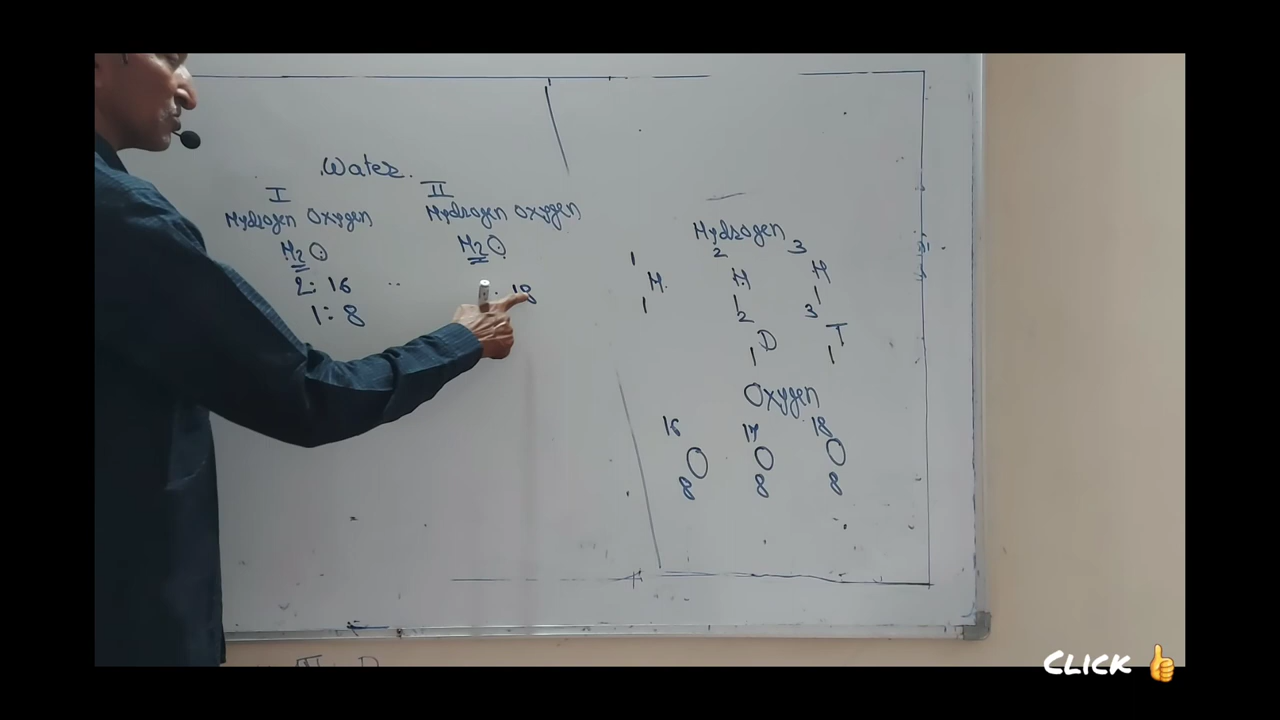 Water.
I
Hydrogen Oxygen
H2O
2: 16
1: 8
II
Hydrogen Oxygen
H2O
: 18
Hydrogen
1 2 3
H H H
1 1 1
2 3
D T
1 1
Oxygen
16 17 18
O O O
8 8 8
CLICK 👍